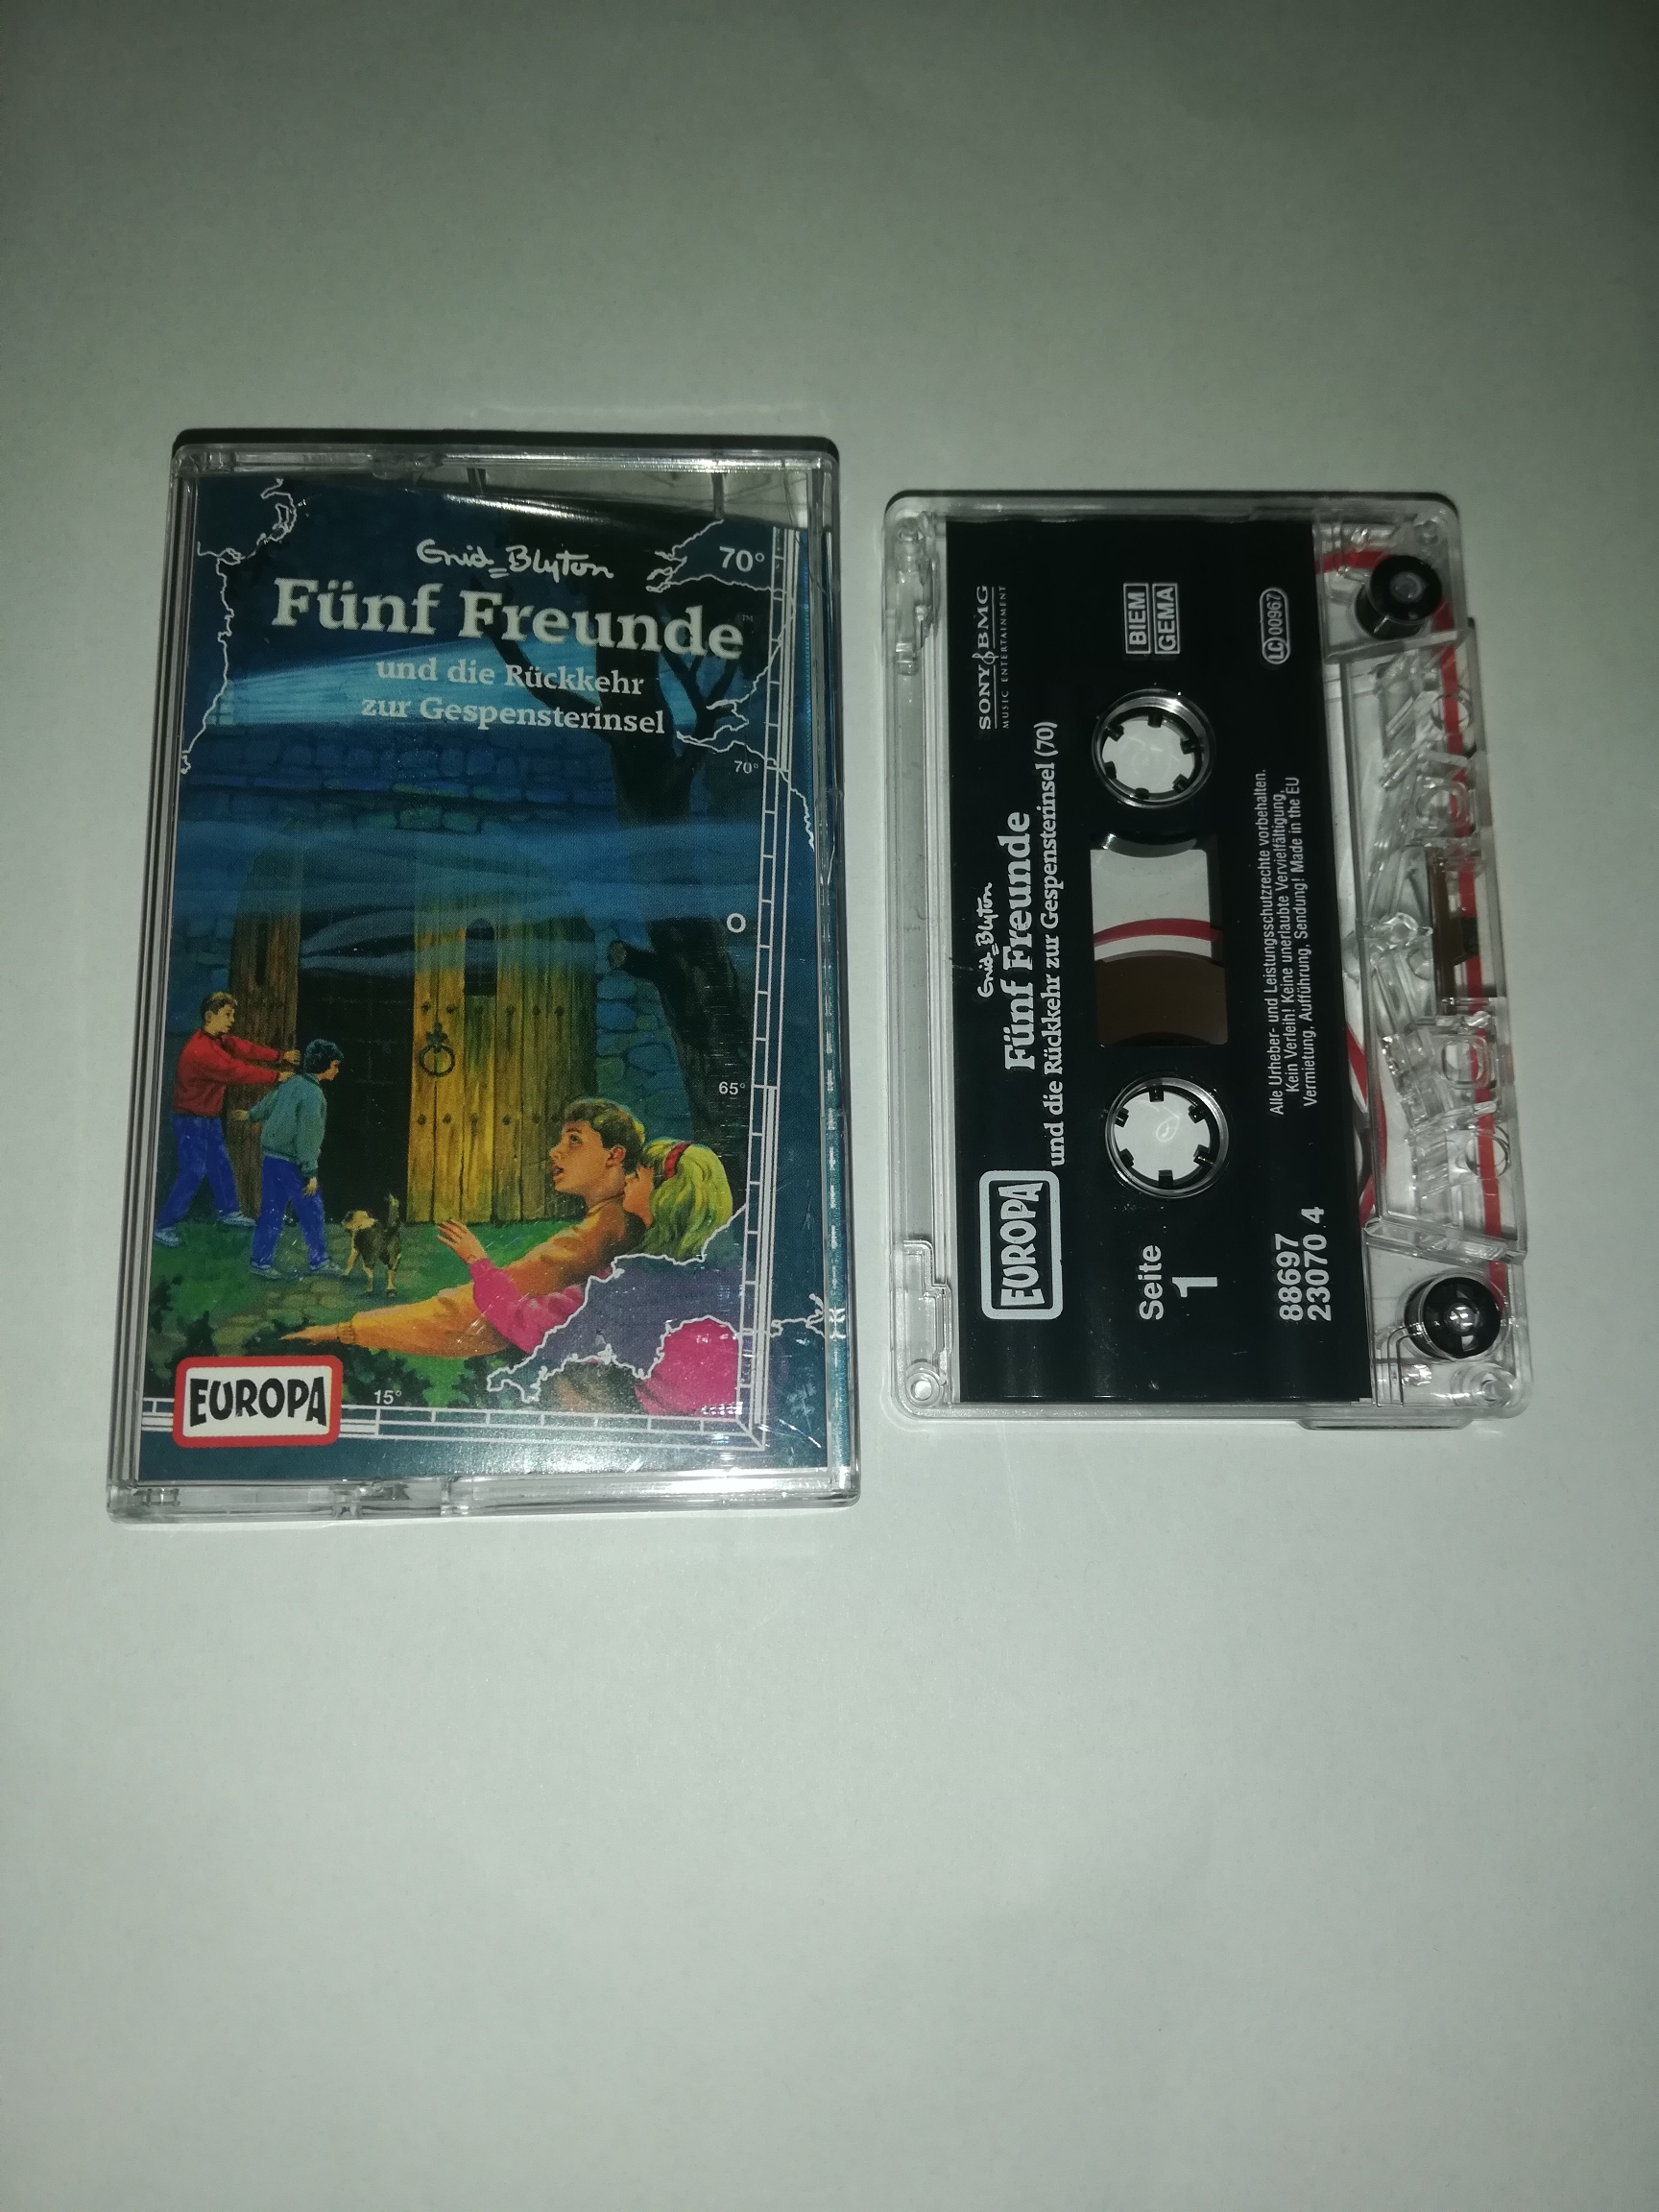 Enid Blyton
70°
Fünf Freunde™
und die Rückkehr
zur Gespensterinsel
70°
65°
15°
EUROPA
Enid Blyton
Fünf Freunde
und die Rückkehr zur Gespensterinsel (70)
EUROPA
SONY BMG
MUSIC ENTERTAINMENT
Seite
1
BIEM
GEMA
Alle Urheber- und Leistungsschutzrechte vorbehalten.
Kein Verleih! Keine unerlaubte Vervielfältigung,
Vermietung, Aufführung, Sendung! Made in the EU
88697
23070 4
LC 00967